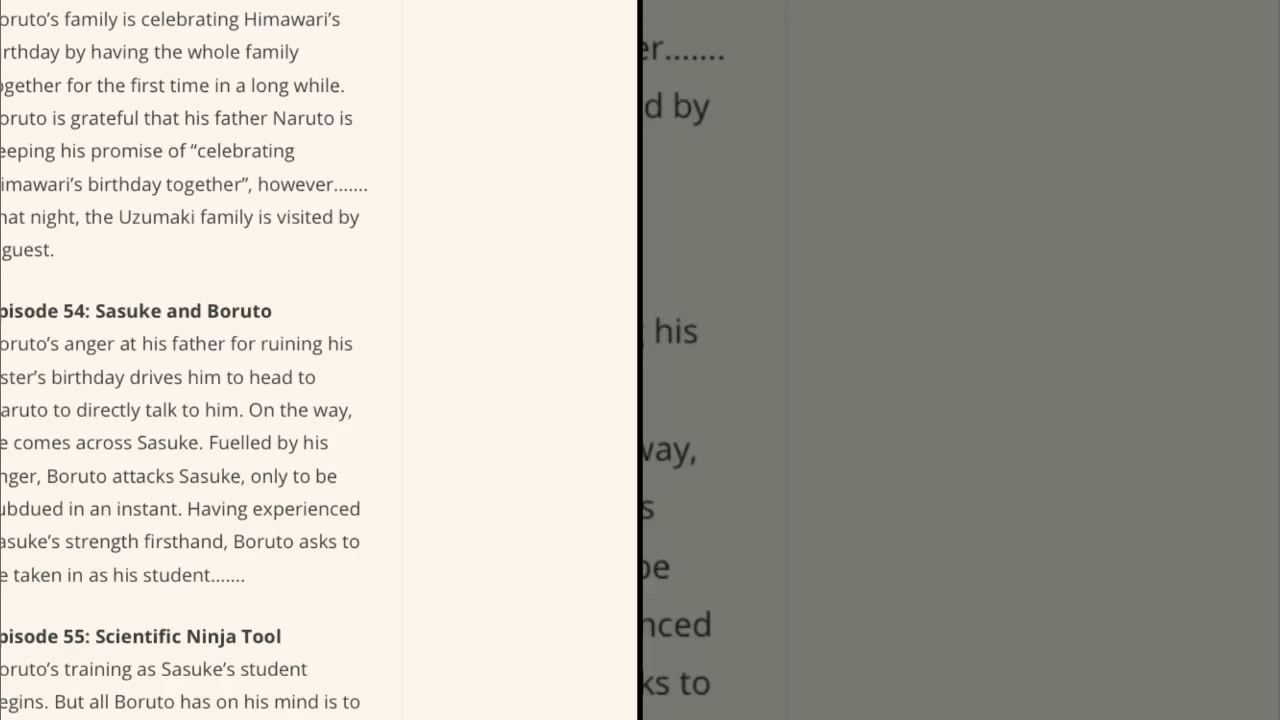 oruto's family is celebrating Himawari's
rthday by having the whole family
gether for the first time in a long while.
oruto is grateful that his father Naruto is
eeping his promise of “celebrating
imawari's birthday together”, however.......
hat night, the Uzumaki family is visited by
guest.
pisode 54: Sasuke and Boruto
oruto's anger at his father for ruining his
ster's birthday drives him to head to
aruto to directly talk to him. On the way,
e comes across Sasuke. Fuelled by his
nger, Boruto attacks Sasuke, only to be
ubdued in an instant. Having experienced
asuke's strength firsthand, Boruto asks to
e taken in as his student.......
pisode 55: Scientific Ninja Tool
oruto's training as Sasuke's student
egins. But all Boruto has on his mind is to
er.......
d by
his
way,
s
be
nced
ks to